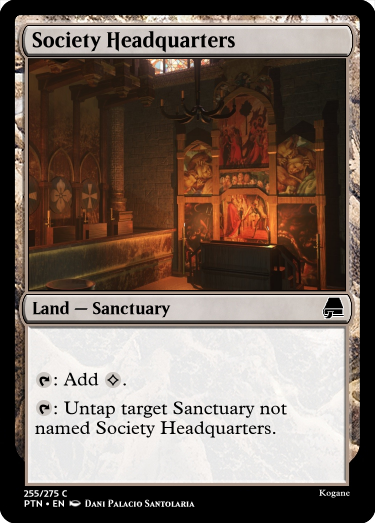 Society Headquarters
Land — Sanctuary
: Add .
: Untap target Sanctuary not
named Society Headquarters.
255/275 C
Kogane
PTN • EN Dani Palacio Santolaria